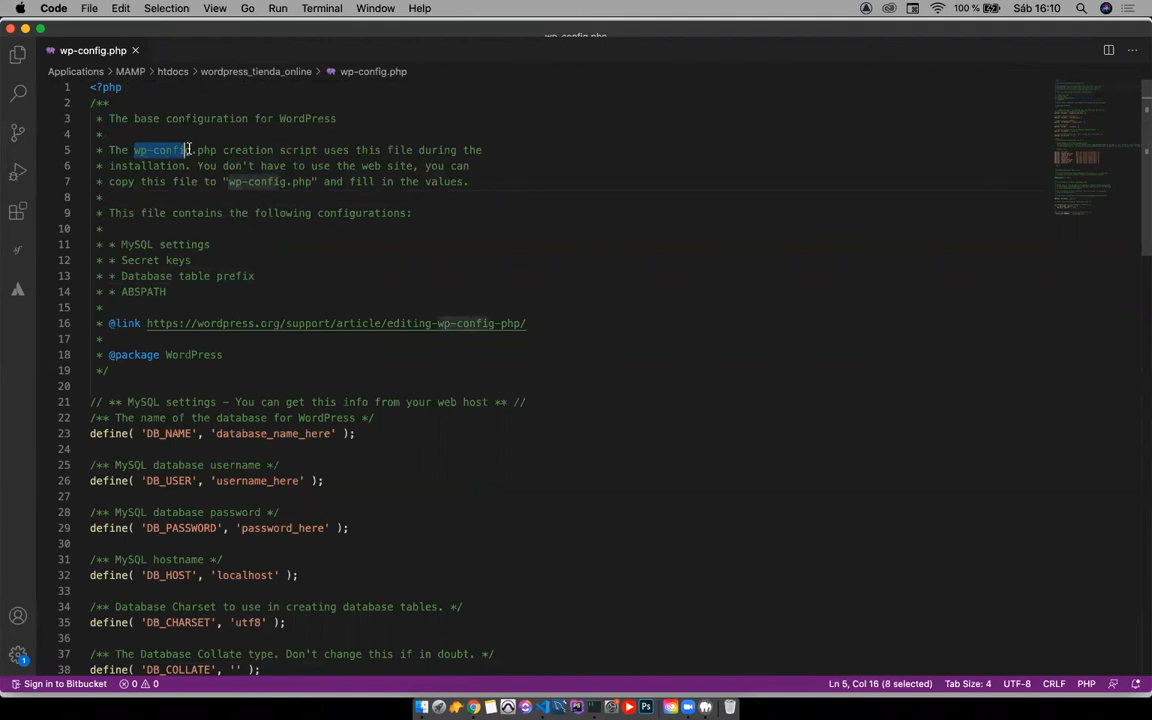 Code File Edit Selection View Go Run Terminal Window Help 100 % Sáb 16:10
wp-config.php
wp-config.php
Applications > MAMP > htdocs > wordpress_tienda_online > wp-config.php
1 <?php
2 /**
3 * The base configuration for WordPress
4 *
5 * The wp-config.php creation script uses this file during the
6 * installation. You don't have to use the web site, you can
7 * copy this file to "wp-config.php" and fill in the values.
8 *
9 * This file contains the following configurations:
10 *
11 * * MySQL settings
12 * * Secret keys
13 * * Database table prefix
14 * * ABSPATH
15 *
16 * @link https://wordpress.org/support/article/editing-wp-config-php/
17 *
18 * @package WordPress
19 */
20
21 // ** MySQL settings - You can get this info from your web host ** //
22 /** The name of the database for WordPress */
23 define( 'DB_NAME', 'database_name_here' );
24
25 /** MySQL database username */
26 define( 'DB_USER', 'username_here' );
27
28 /** MySQL database password */
29 define( 'DB_PASSWORD', 'password_here' );
30
31 /** MySQL hostname */
32 define( 'DB_HOST', 'localhost' );
33
34 /** Database Charset to use in creating database tables. */
35 define( 'DB_CHARSET', 'utf8' );
36
37 /** The Database Collate type. Don't change this if in doubt. */
38 define( 'DB_COLLATE', '' );
1
Sign in to Bitbucket 0 0 Ln 5, Col 16 (8 selected) Tab Size: 4 UTF-8 CRLF PHP
Ps